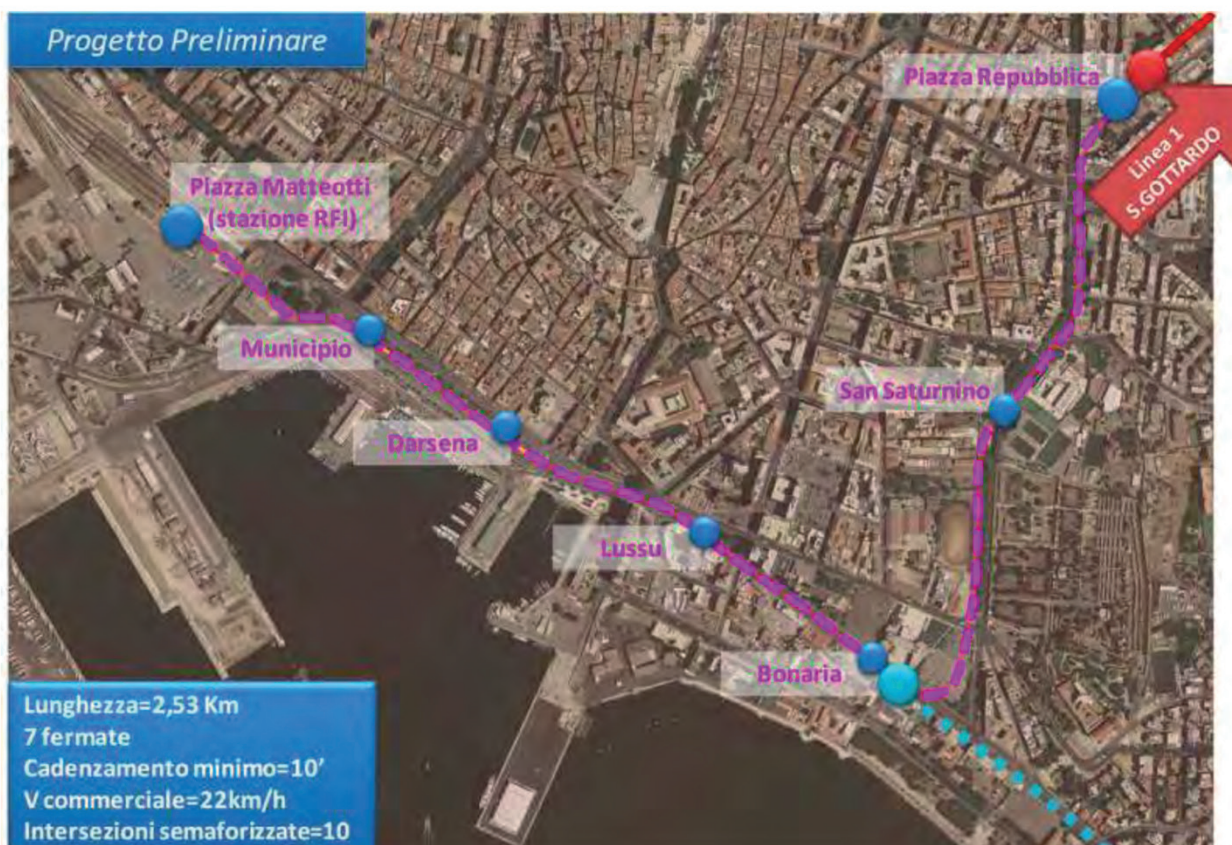 Progetto Preliminare
Piazza Repubblica
Linea 1
S.GOTTARDO
Piazza Matteotti
(stazione RFI)
Municipio
San Saturnino
Darsena
Lussu
Bonaria
Lunghezza=2,53 Km
7 fermate
Cadenzamento minimo=10'
V commerciale=22km/h
Intersezioni semaforizzate=10